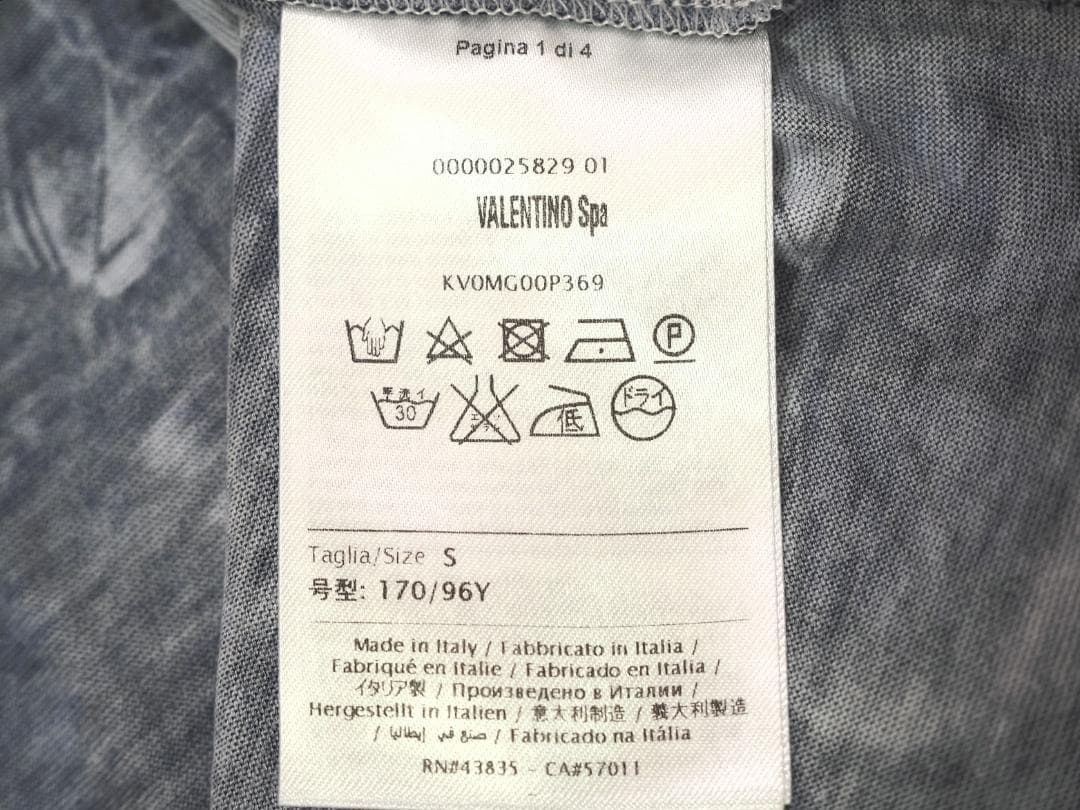 Pagina 1 di 4
0000025829 01
VALENTINO Spa
KV0MG00P369
P
手洗イ 30 低 ドライ
Taglia/Size S
号型: 170/96Y
Made in Italy / Fabbricato in Italia /
Fabriqué en Italie / Fabricado en Italia /
イタリア製 / Произведено в Италии /
Hergestellt in Italien / 意大利制造 / 義大利製造
/ صنع في إيطاليا / Fabricado na Itália
RN#43835 - CA#57011